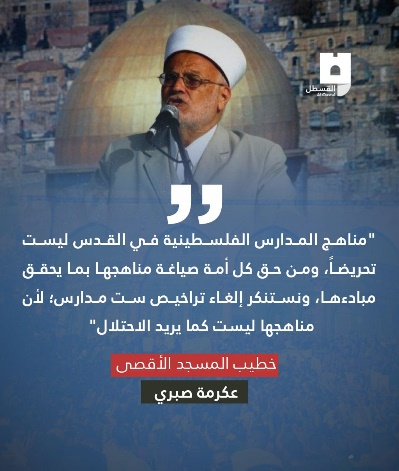 القسطل
"مناهج المدارس الفلسطينية في القدس ليست
تحريضاً، ومن حق كل أمة صياغة مناهجها بما يحقق
مبادءها، ونستنكر إلغاء تراخيص ست مدارس؛ لأن
مناهجها ليست كما يريد الاحتلال"
خطيب المسجد الأقصى
عكرمة صبري